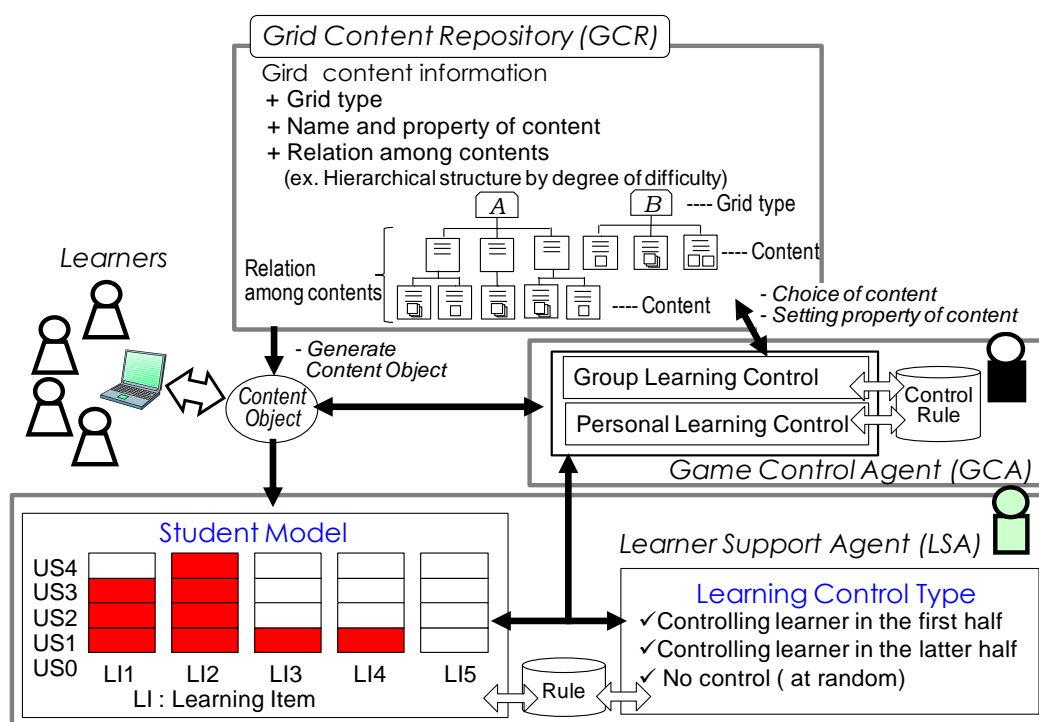 Grid Content Repository (GCR)
Gird content information
+ Grid type
+ Name and property of content
+ Relation among contents
(ex. Hierarchical structure by degree of difficulty)
A
B
---- Grid type
---- Content
Relation
among contents
---- Content
Learners
- Choice of content
- Setting property of content
- Generate
Content Object
Content
Object
Group Learning Control
Personal Learning Control
Control
Rule
Game Control Agent (GCA)
Student Model
US4
US3
US2
US1
US0
LI1 LI2 LI3 LI4 LI5
LI : Learning Item
Rule
Learner Support Agent (LSA)
Learning Control Type
✓Controlling learner in the first half
✓Controlling learner in the latter half
✓ No control ( at random)